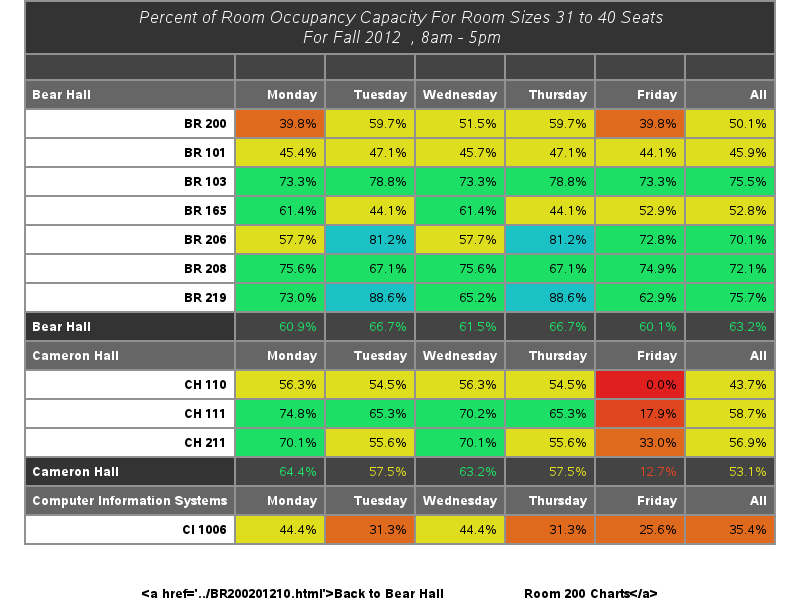 Percent of Room Occupancy Capacity For Room Sizes 31 to 40 Seats
For Fall 2012 , 8am - 5pm
Bear Hall Monday Tuesday Wednesday Thursday Friday All
BR 200 39.8% 59.7% 51.5% 59.7% 39.8% 50.1%
BR 101 45.4% 47.1% 45.7% 47.1% 44.1% 45.9%
BR 103 73.3% 78.8% 73.3% 78.8% 73.3% 75.5%
BR 165 61.4% 44.1% 61.4% 44.1% 52.9% 52.8%
BR 206 57.7% 81.2% 57.7% 81.2% 72.8% 70.1%
BR 208 75.6% 67.1% 75.6% 67.1% 74.9% 72.1%
BR 219 73.0% 88.6% 65.2% 88.6% 62.9% 75.7%
Bear Hall 60.9% 66.7% 61.5% 66.7% 60.1% 63.2%
Cameron Hall Monday Tuesday Wednesday Thursday Friday All
CH 110 56.3% 54.5% 56.3% 54.5% 0.0% 43.7%
CH 111 74.8% 65.3% 70.2% 65.3% 17.9% 58.7%
CH 211 70.1% 55.6% 70.1% 55.6% 33.0% 56.9%
Cameron Hall 64.4% 57.5% 63.2% 57.5% 12.7% 53.1%
Computer Information Systems Monday Tuesday Wednesday Thursday Friday All
CI 1006 44.4% 31.3% 44.4% 31.3% 25.6% 35.4%
<a href='../BR200201210.html'>Back to Bear Hall Room 200 Charts</a>